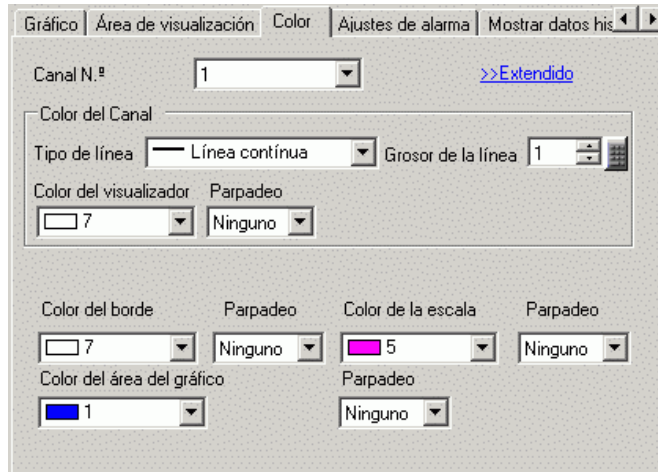 Gráfico Área de visualización Color Ajustes de alarma Mostrar datos his
Canal N.º 1 >>Extendido
Color del Canal
Tipo de línea Línea contínua Grosor de la línea 1
Color del visualizador Parpadeo
7 Ninguno
Color del borde Parpadeo Color de la escala Parpadeo
7 Ninguno 5 Ninguno
Color del área del gráfico Parpadeo
1 Ninguno